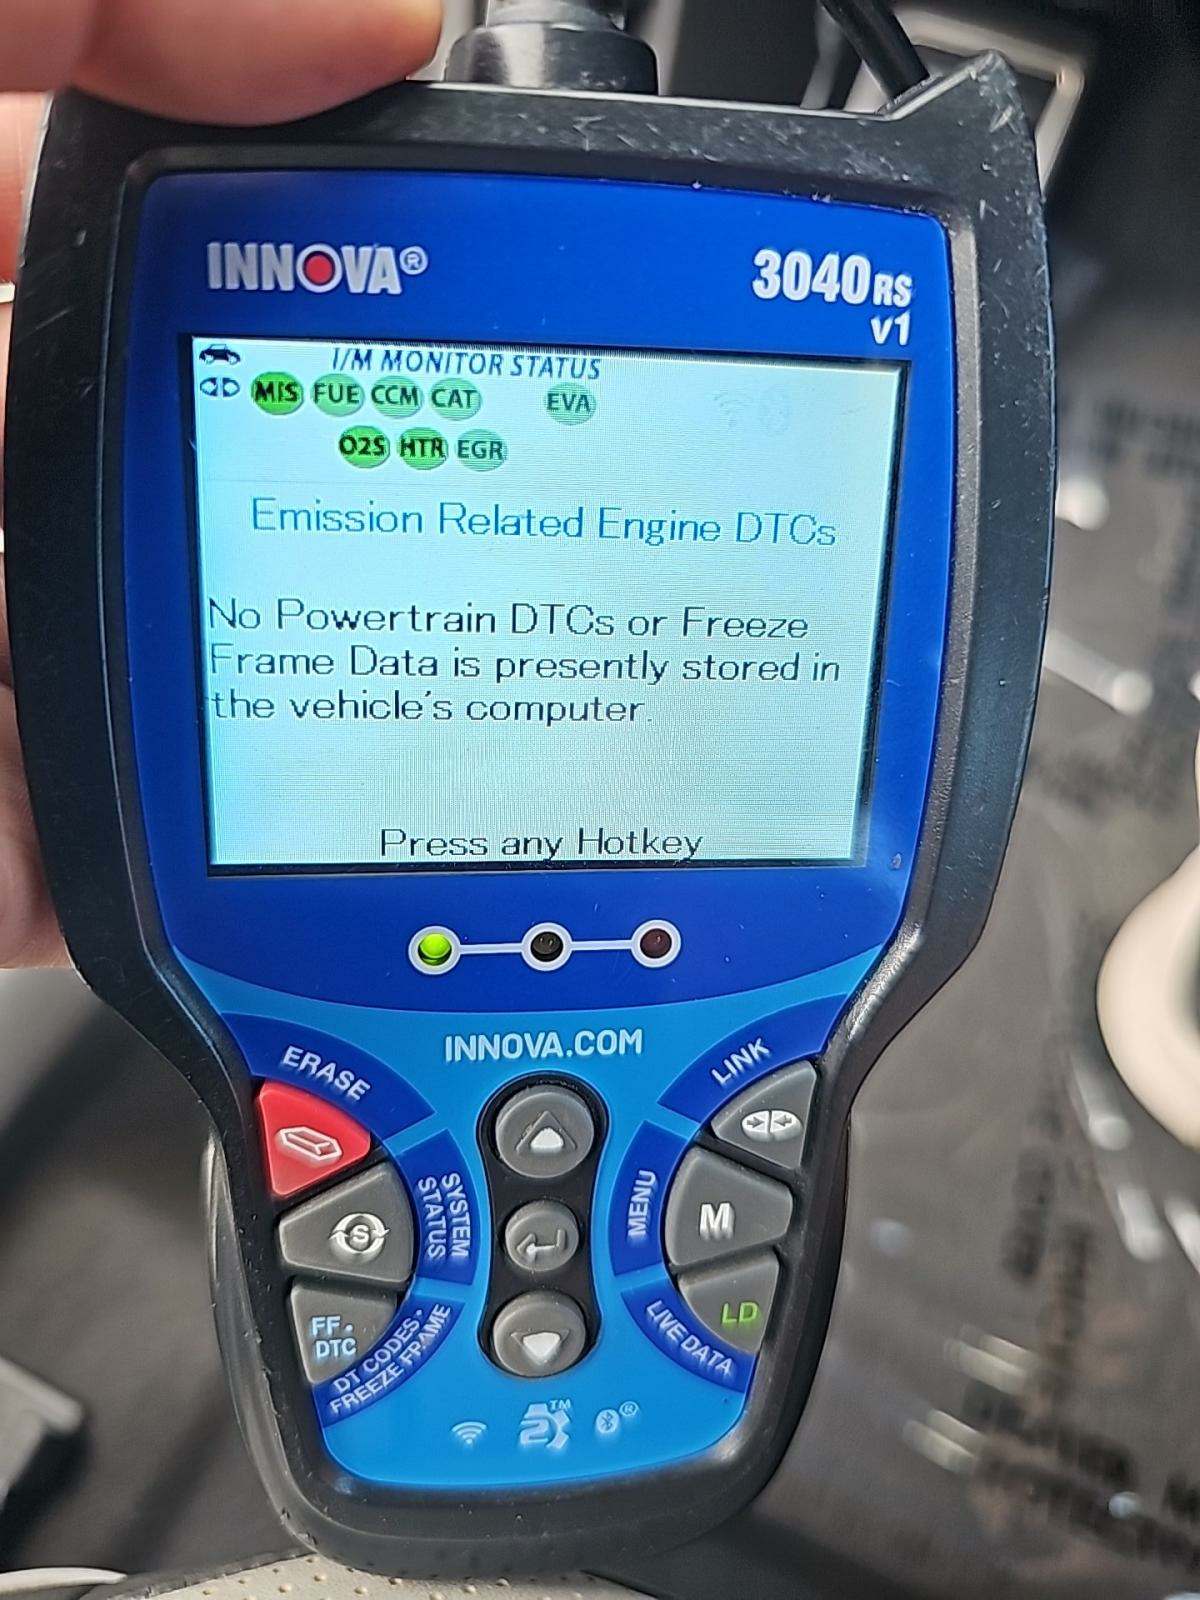 INNOVA®
3040RS
v1
I/M MONITOR STATUS
MIS FUE CCM CAT EVA
O2S HTR EGR
Emission Related Engine DTCs
No Powertrain DTCs or Freeze
Frame Data is presently stored in
the vehicle's computer.
Press any Hotkey
INNOVA.COM
ERASE
LINK
S
SYSTEM
STATUS
MENU
M
FF•
DTC
DT CODES•
FREEZE FRAME
LIVE DATA
LD
™
®